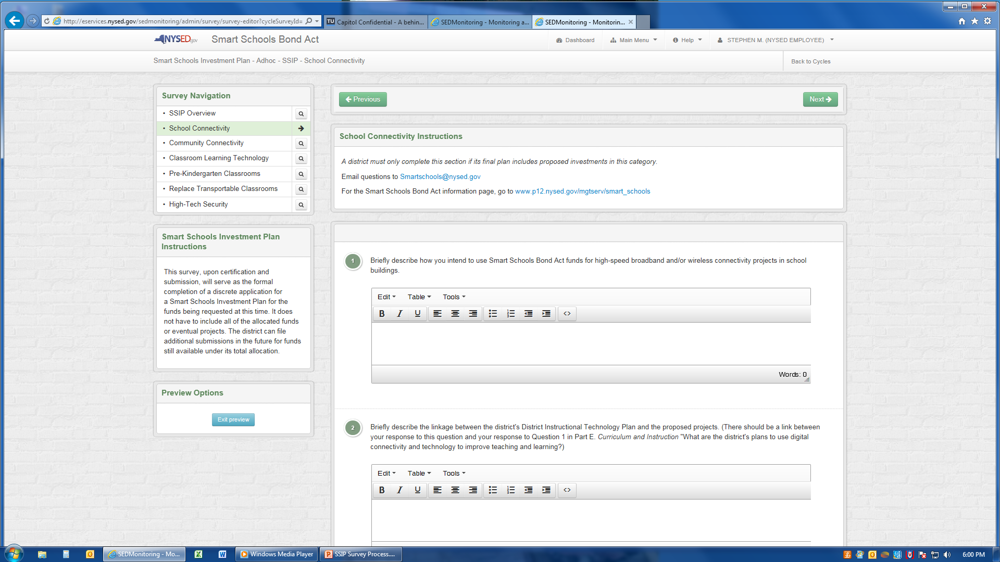 http://eservices.nysed.gov/sedmonitoring/admin/survey/survey-editor?cycleSurveyId=
TU Capitol Confidential - A behin...
SEDMonitoring - Monitoring a...
SEDMonitoring - Monitorin...
NYSED.gov
Smart Schools Bond Act
Dashboard
Main Menu
Help
STEPHEN M. (NYSED EMPLOYEE)
Smart Schools Investment Plan - Adhoc - SSIP - School Connectivity
Back to Cycles
Survey Navigation
• SSIP Overview
• School Connectivity
• Community Connectivity
• Classroom Learning Technology
• Pre-Kindergarten Classrooms
• Replace Transportable Classrooms
• High-Tech Security
Smart Schools Investment Plan
Instructions
This survey, upon certification and
submission, will serve as the formal
completion of a discrete application for
a Smart Schools Investment Plan for the
funds being requested at this time. It does
not have to include all of the allocated funds
or eventual projects. The district can file
additional submissions in the future for funds
still available under its total allocation.
Preview Options
Exit preview
Previous
Next
School Connectivity Instructions
A district must only complete this section if its final plan includes proposed investments in this category.
Email questions to Smartschools@nysed.gov
For the Smart Schools Bond Act information page, go to www.p12.nysed.gov/mgtserv/smart_schools
1
Briefly describe how you intend to use Smart Schools Bond Act funds for high-speed broadband and/or wireless connectivity projects in school
buildings.
Edit Table Tools
B I U <>
Words: 0
2
Briefly describe the linkage between the district's District Instructional Technology Plan and the proposed projects. (There should be a link between
your response to this question and your response to Question 1 in Part E. Curriculum and Instruction "What are the district's plans to use digital
connectivity and technology to improve teaching and learning?)
Edit Table Tools
B I U <>
SEDMonitoring - Mo...
Windows Media Player
SSIP Survey Process....
6:00 PM